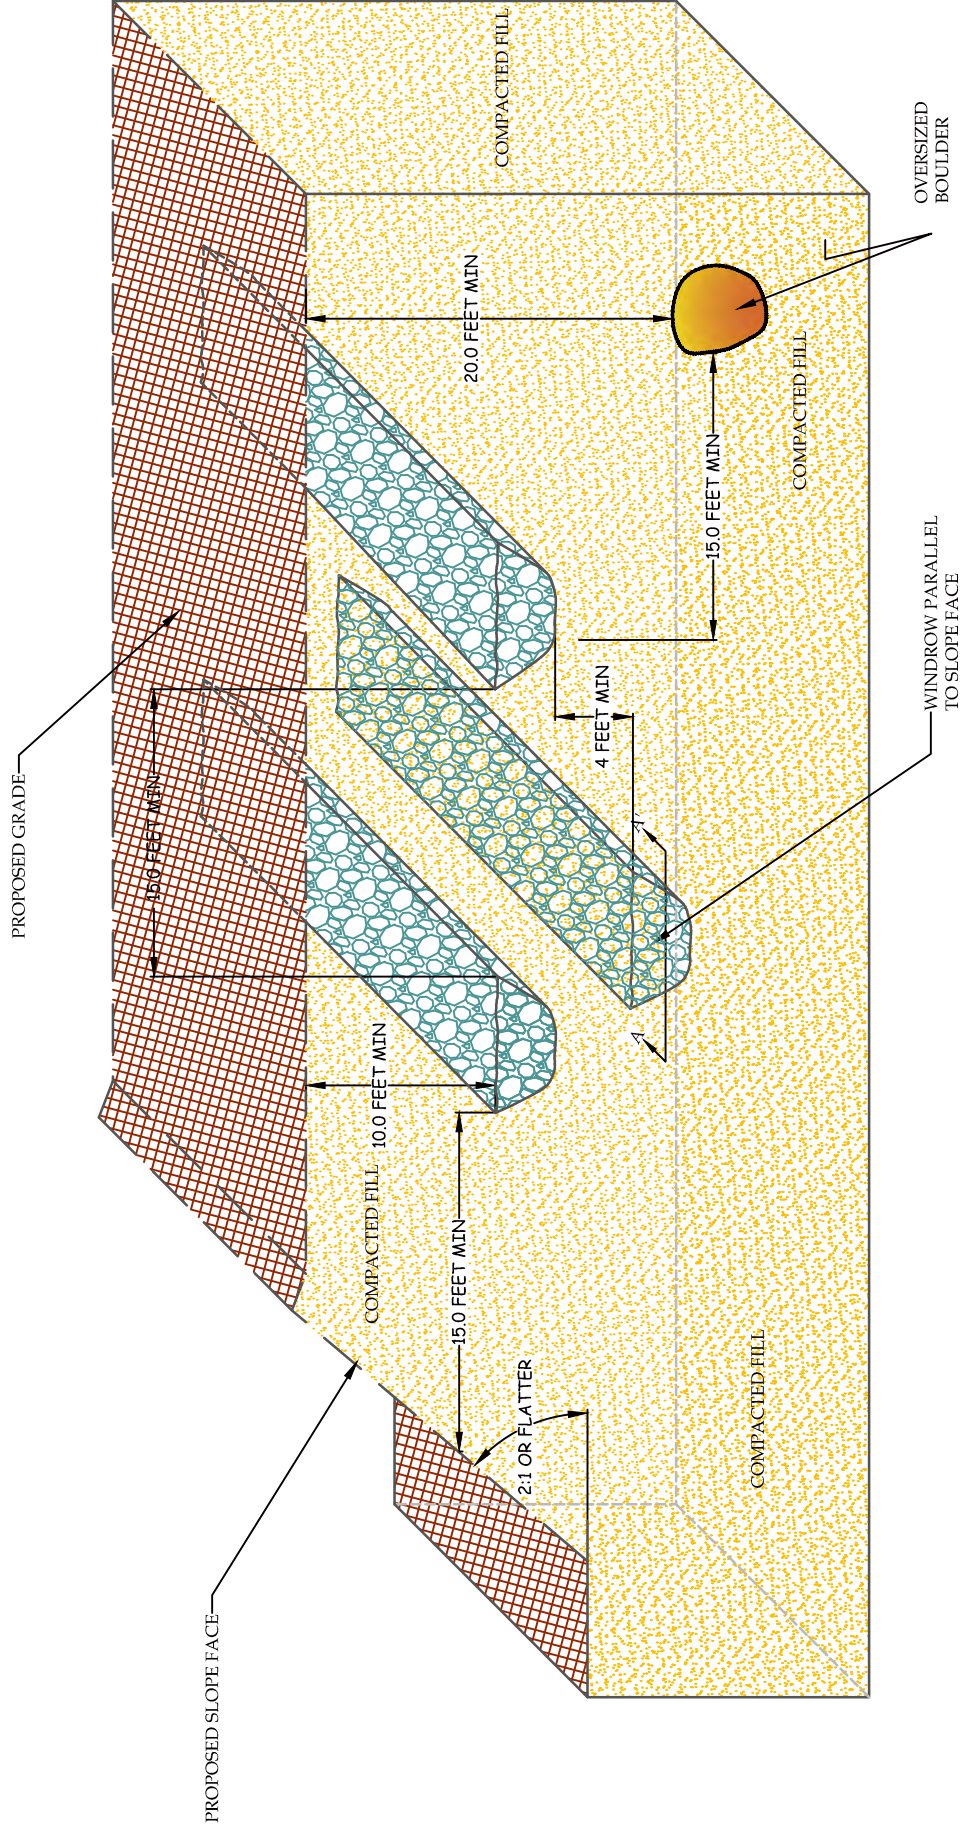 PROPOSED SLOPE FACE
PROPOSED GRADE
15.0 FEET MIN
10.0 FEET MIN
COMPACTED FILL
15.0 FEET MIN
2:1 OR FLATTER
20.0 FEET MIN
COMPACTED FILL
4 FEET MIN
A
A
15.0 FEET MIN
COMPACTED FILL
COMPACTED FILL
WINDROW PARALLEL
TO SLOPE FACE
OVERSIZED
BOULDER